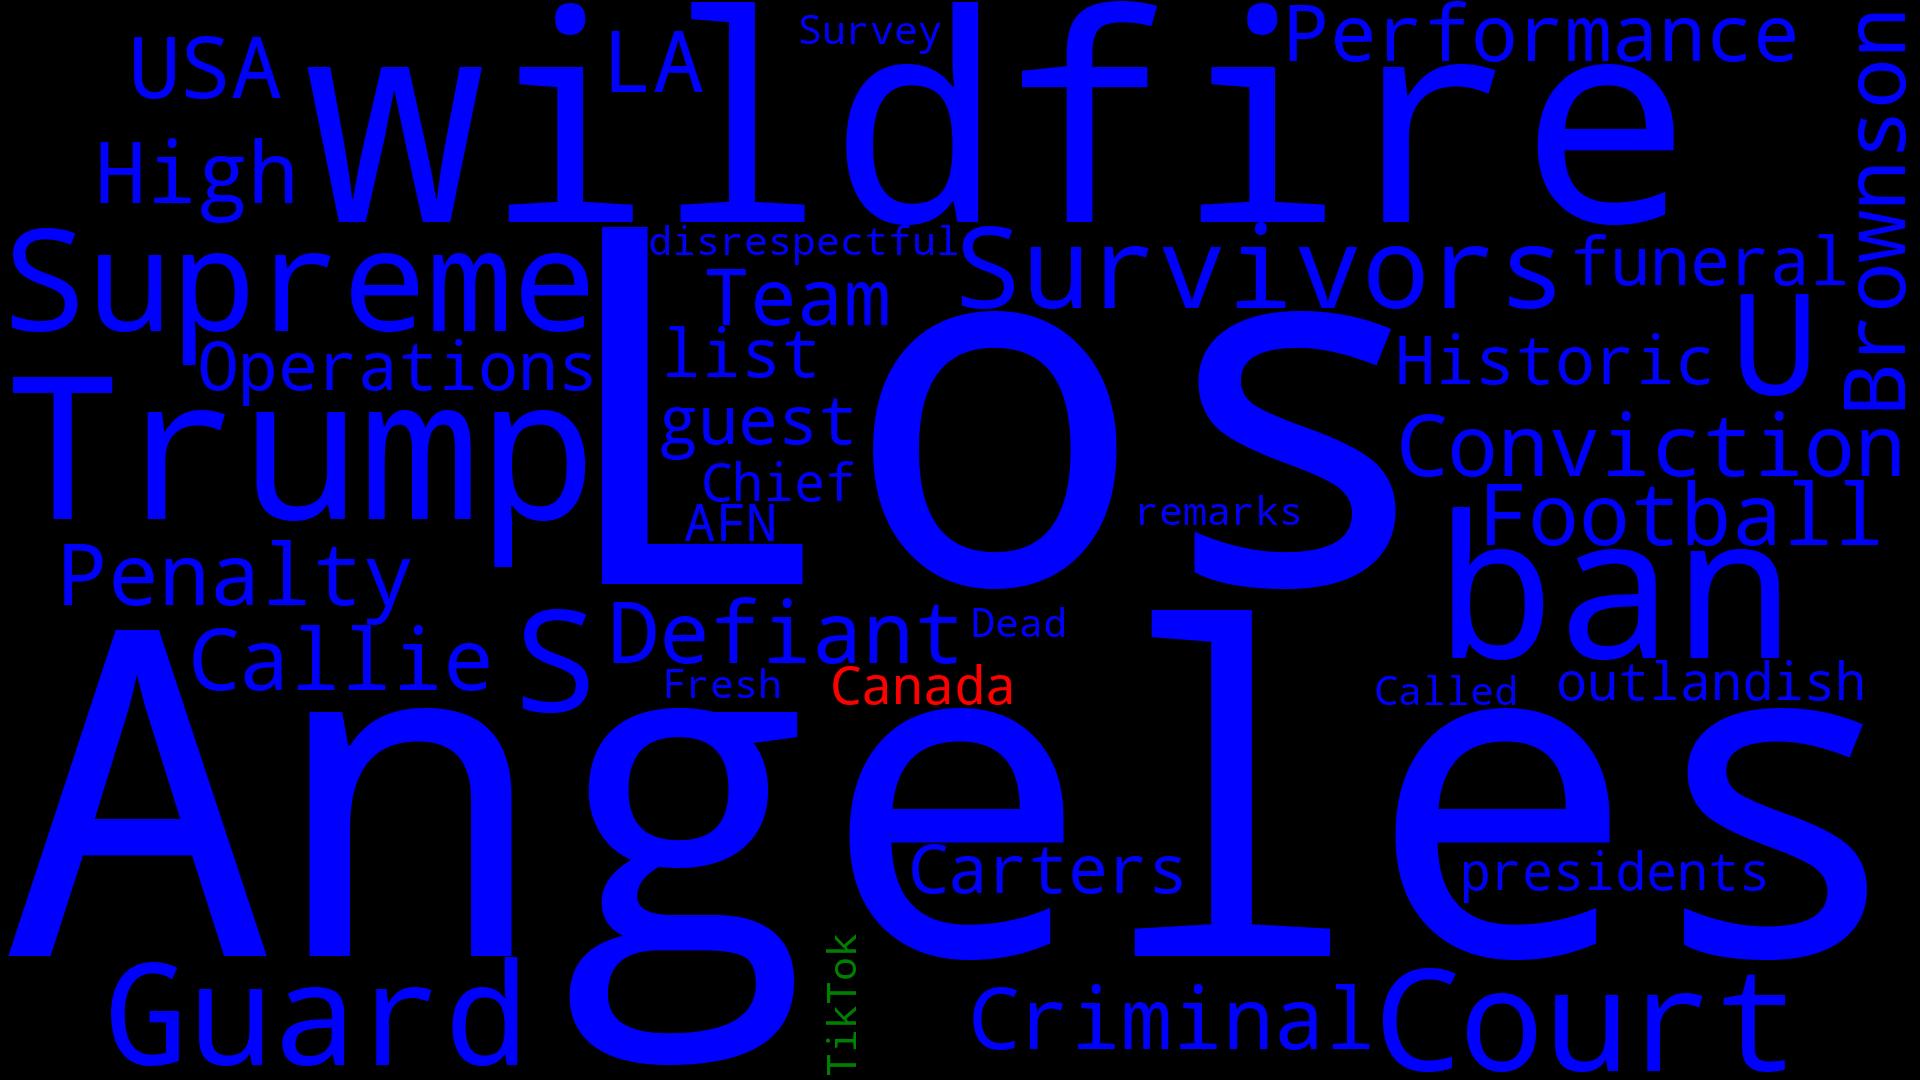 USA
wildfire
LA
Survey
Performance
Brownson
High
Supreme
disrespectful
Survivors
funeral
Team
Los
list
Operations
Historic
U
Trump
guest
Conviction
Chief
AFN
remarks
Football
ban
Penalty
Callie
S
Defiant
Dead
Fresh
Canada
Called
outlandish
Angeles
Carters
presidents
Guard
TikTok
Criminal
Court